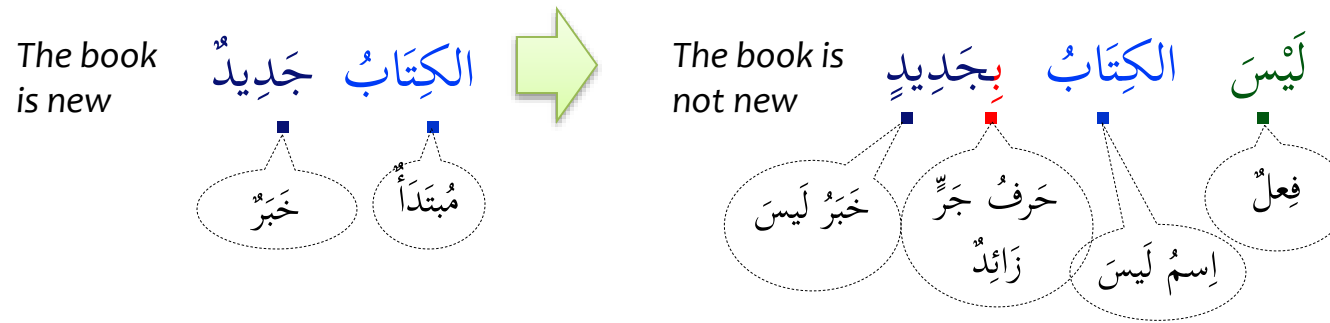 The book
is new
الكِتَابُ جَدِيدٌ
مُبتَدَأٌ
خَبَرٌ
The book is
not new
لَيْسَ الكِتَابُ بِجَدِيدٍ
فِعلٌ
اِسمُ لَيسَ
حَرفُ جَرٍّ
زَائِدٌ
خَبَرُ لَيسَ